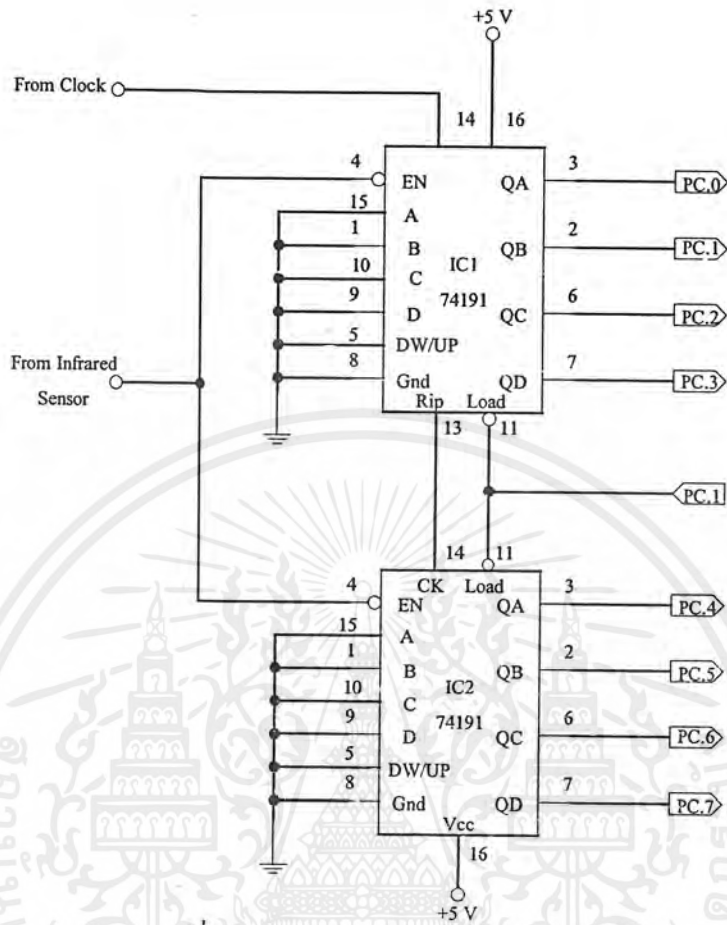 +5 V
From Clock
14 16
4 EN QA 3 PC.0
15 A
1 B QB 2 PC.1
10 C IC1
9 D 74191 QC 6 PC.2
5 DW/UP
8 Gnd QD 7 PC.3
Rip Load
13 11
From Infrared
Sensor
PC.1
14 11
CK Load
4 EN QA 3 PC.4
15 A
1 B QB 2 PC.5
10 C IC2
9 D 74191 QC 6 PC.6
5 DW/UP
8 Gnd QD 7 PC.7
Vcc
16
+5 V